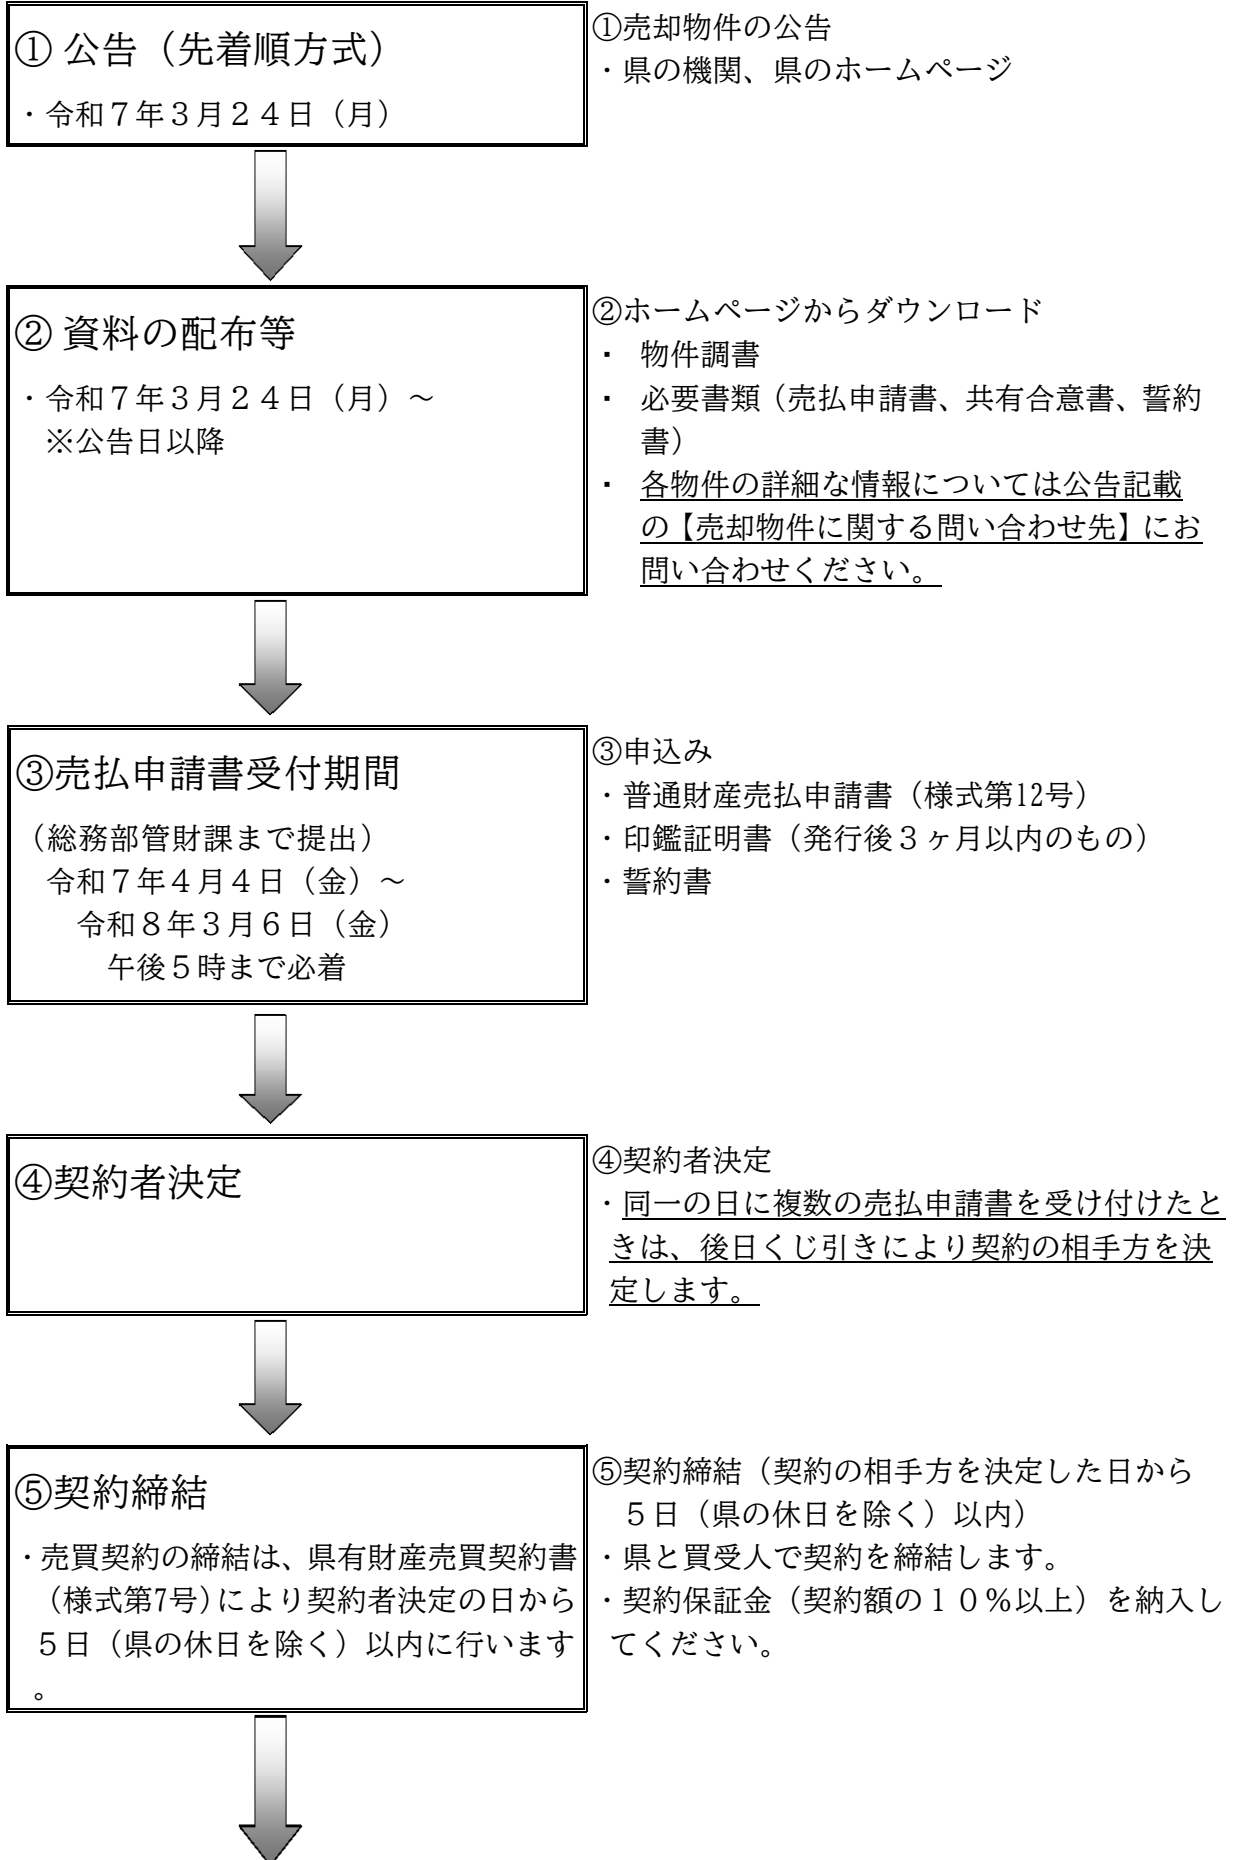 ① 公告（先着順方式）
・令和７年３月２４日（月）
①売却物件の公告
・県の機関、県のホームページ
② 資料の配布等
・令和７年３月２４日（月）～
※公告日以降
②ホームページからダウンロード
・ 物件調書
・ 必要書類（売払申請書、共有合意書、誓約
書）
・ 各物件の詳細な情報については公告記載
の【売却物件に関する問い合わせ先】にお
問い合わせください。
③売払申請書受付期間
（総務部管財課まで提出）
令和７年４月４日（金）～
令和８年３月６日（金）
午後５時まで必着
③申込み
・普通財産売払申請書（様式第12号）
・印鑑証明書（発行後３ヶ月以内のもの）
・誓約書
④契約者決定
④契約者決定
・同一の日に複数の売払申請書を受け付けたと
きは、後日くじ引きにより契約の相手方を決
定します。
⑤契約締結
・売買契約の締結は、県有財産売買契約書
（様式第7号）により契約者決定の日から
５日（県の休日を除く）以内に行います
。
⑤契約締結（契約の相手方を決定した日から
５日（県の休日を除く）以内）
・県と買受人で契約を締結します。
・契約保証金（契約額の１０％以上）を納入し
てください。